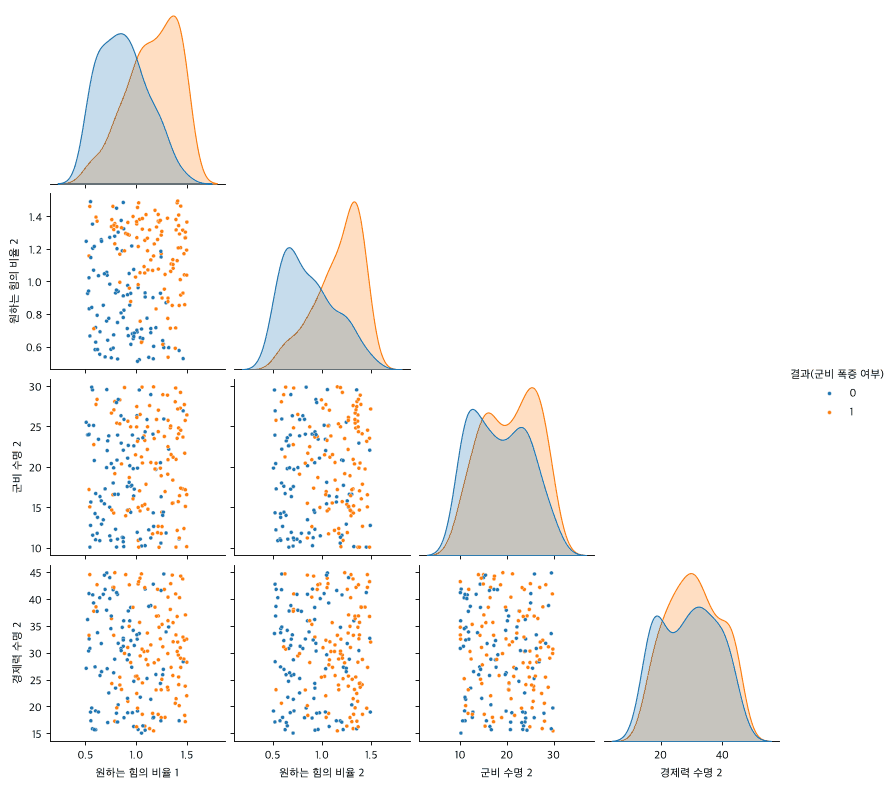 원하는 힘의 비율 2
1.4
1.2
1.0
0.8
0.6
군비 수명 2
30
25
20
15
10
결과(군비 폭증 여부)
0
1
경제력 수명 2
45
40
35
30
25
20
15
0.5 1.0 1.5
0.5 1.0 1.5
10 20 30
20 40
원하는 힘의 비율 1
원하는 힘의 비율 2
군비 수명 2
경제력 수명 2